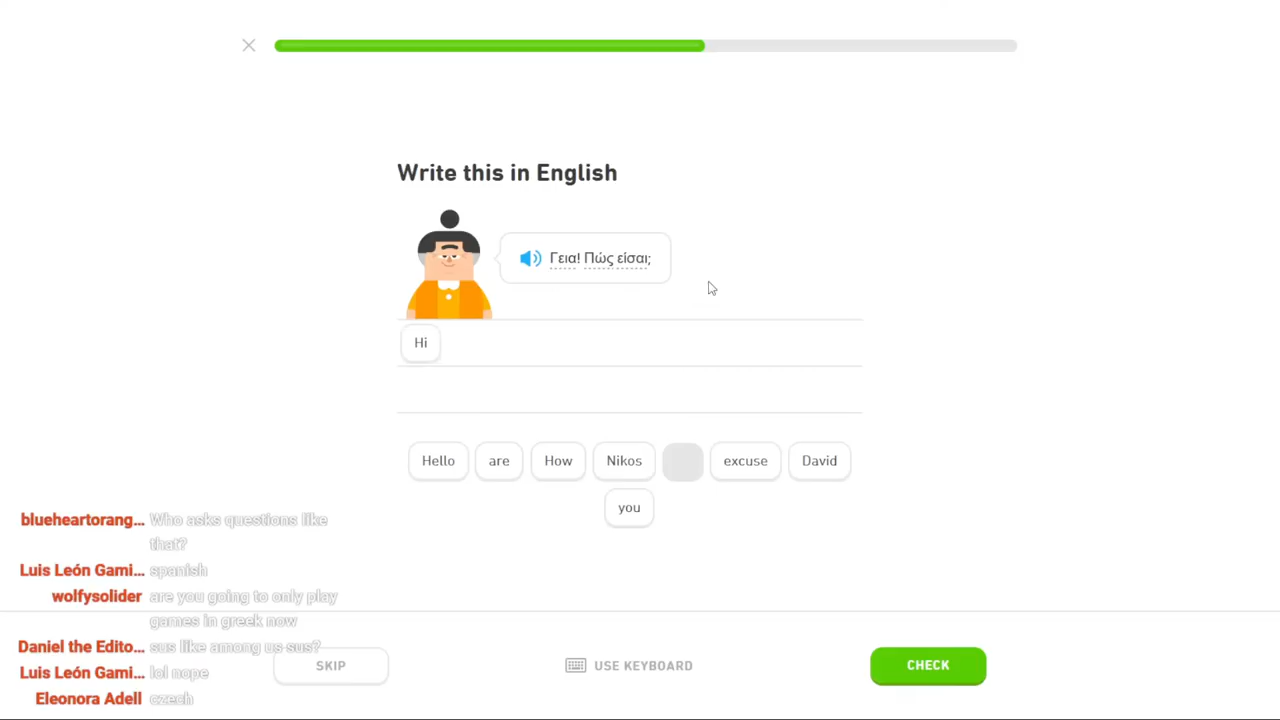 Write this in English
Γεια! Πώς είσαι;
Hi
Hello are How Nikos excuse David
you
blueheartorang... Who asks questions like
that?
Luis León Gami... spanish
wolfysolider are you going to only play
games in greek now
Daniel the Edito... sus like among us sus?
Luis León Gami... lol nope
Eleonora Adell czech
SKIP USE KEYBOARD CHECK